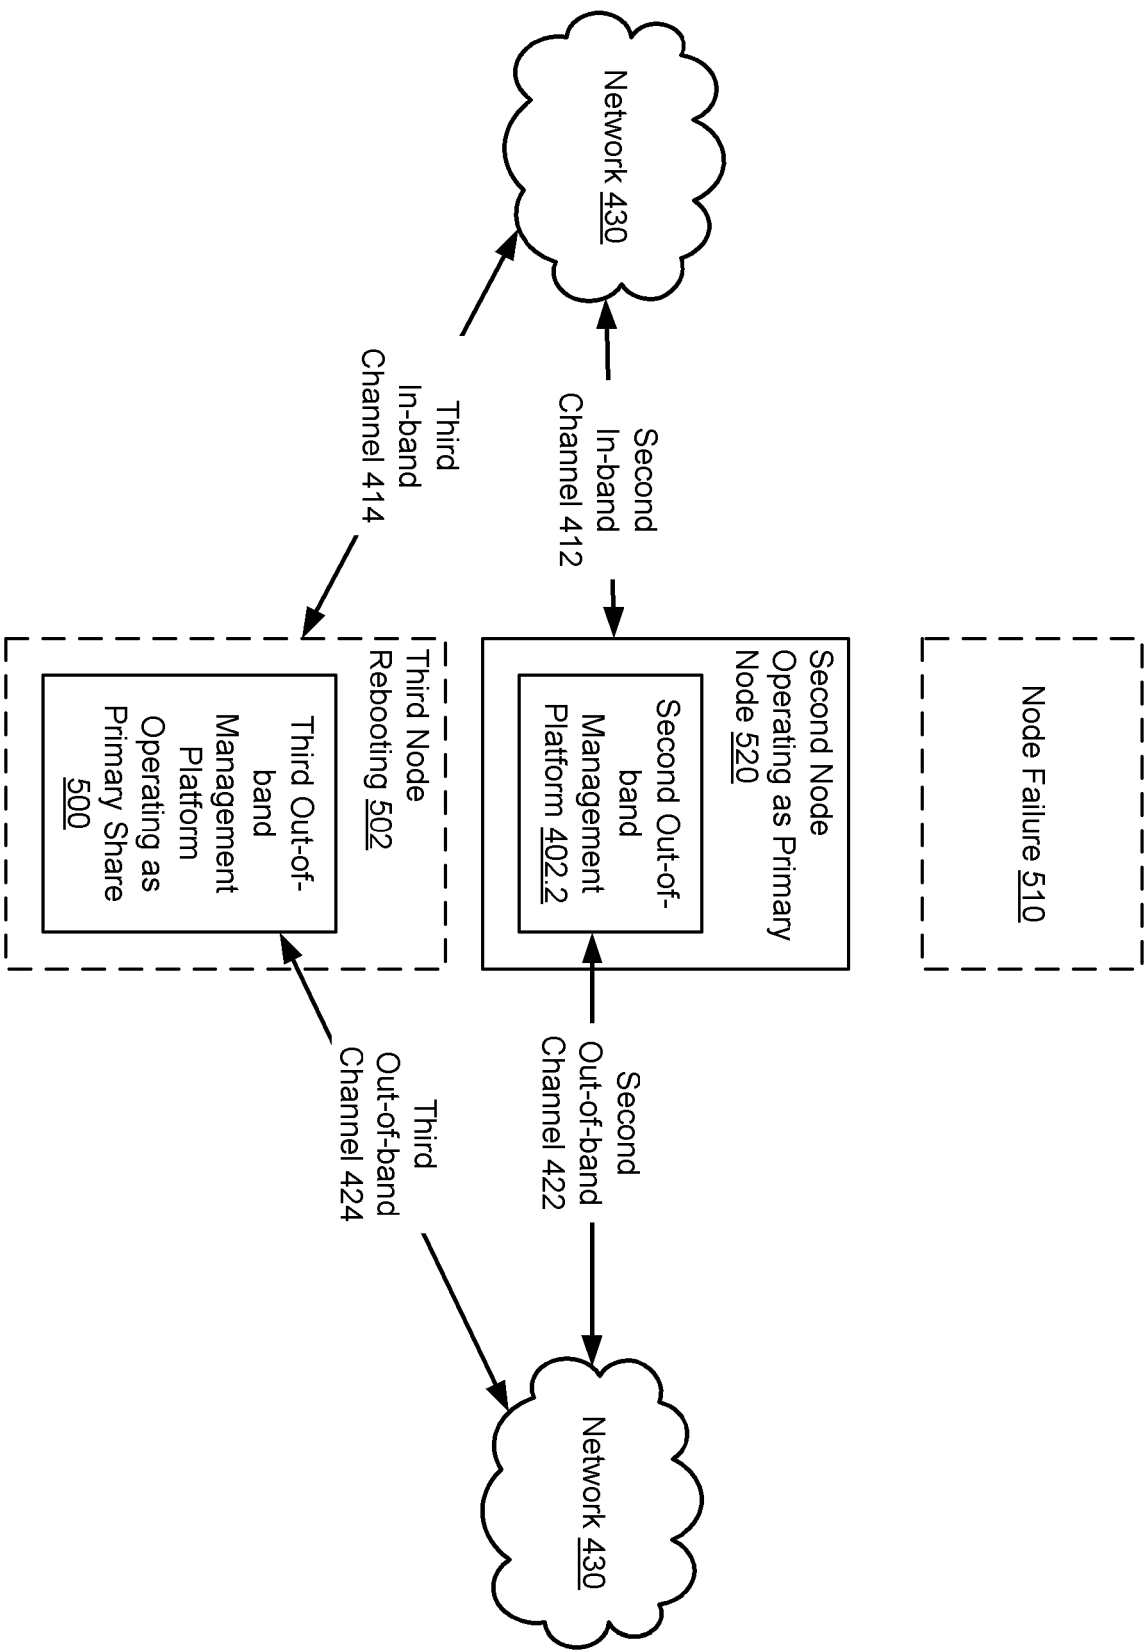 Node Failure 510
Network 430
Second
In-band
Channel 412
Second Node
Operating as Primary
Node 520
Second Out-of-
band
Management
Platform 402.2
Second
Out-of-band
Channel 422
Network 430
Third
In-band
Channel 414
Third Node
Rebooting 502
Third Out-of-
band
Management
Platform
Operating as
Primary Share
500
Third
Out-of-band
Channel 424